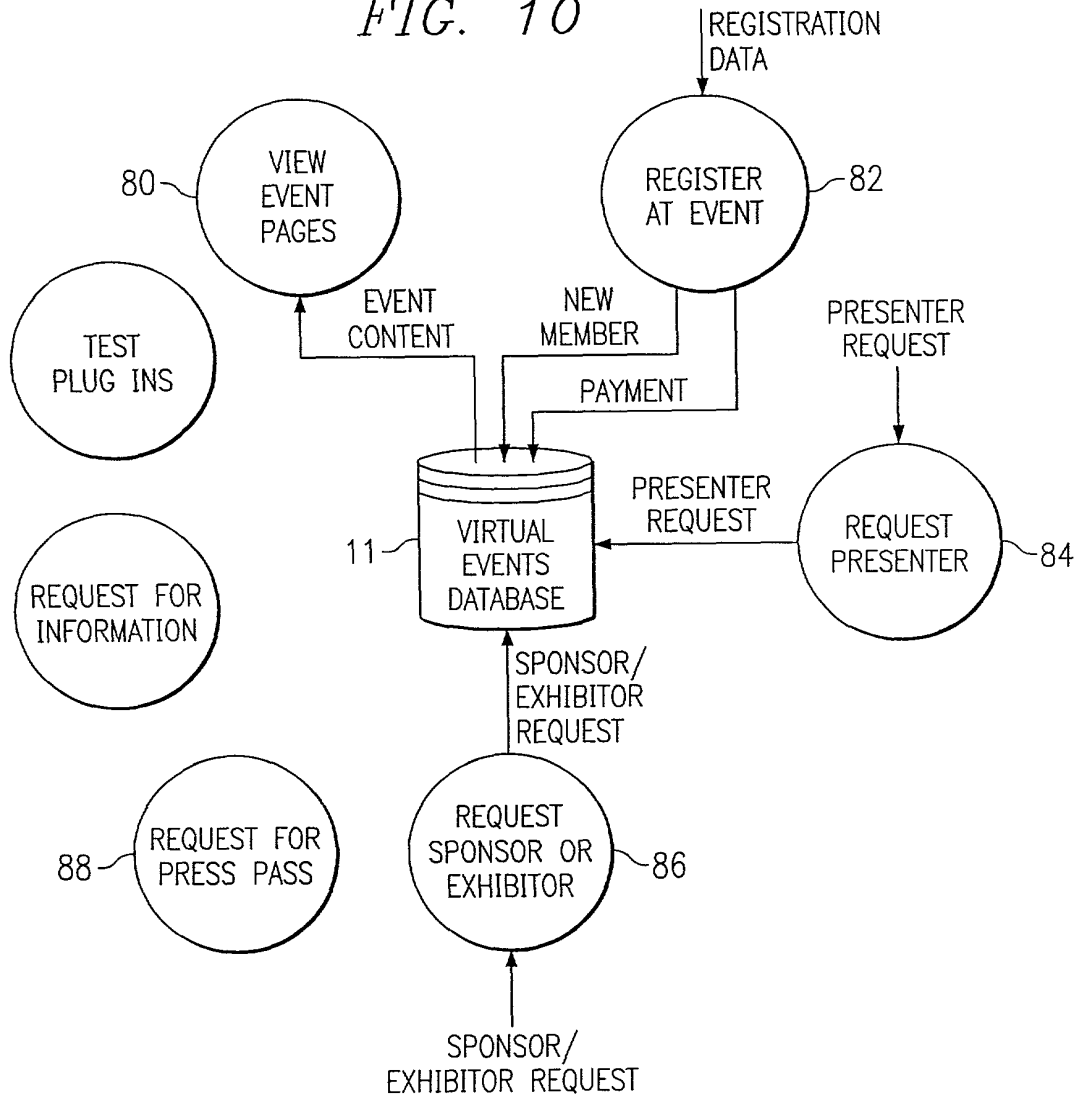 FIG. 10
REGISTRATION
DATA
VIEW
EVENT
PAGES
80
REGISTER
AT EVENT
82
EVENT
CONTENT
NEW
MEMBER
PAYMENT
TEST
PLUG INS
PRESENTER
REQUEST
PRESENTER
REQUEST
REQUEST
PRESENTER
84
11
VIRTUAL
EVENTS
DATABASE
REQUEST FOR
INFORMATION
SPONSOR/
EXHIBITOR
REQUEST
REQUEST FOR
PRESS PASS
88
REQUEST
SPONSOR OR
EXHIBITOR
86
SPONSOR/
EXHIBITOR REQUEST